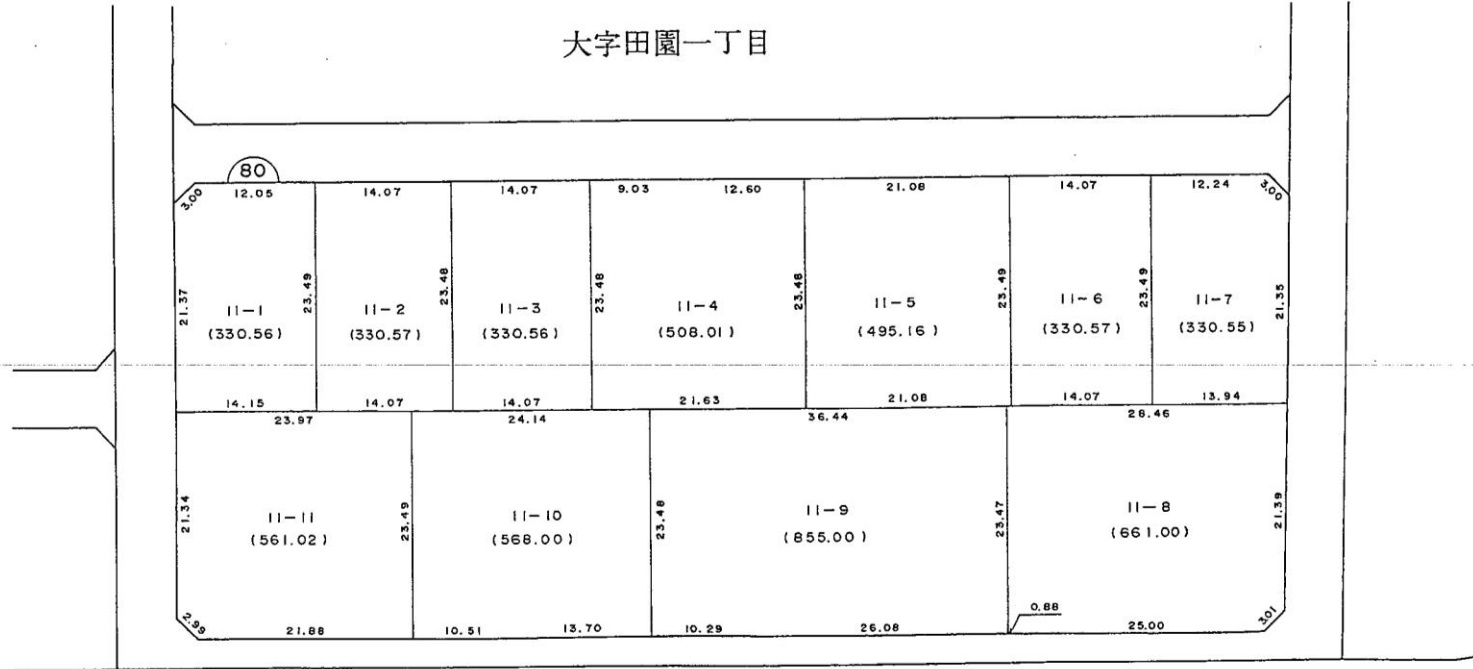 大字田園一丁目
80
3.00 12.05 14.07 14.07 9.03 12.60 21.08 14.07 12.24 3.00
21.37 23.49 23.48 23.48 23.48 23.49 23.49 21.35
11-1 11-2 11-3 11-4 11-5 11-6 11-7
(330.56) (330.57) (330.56) (508.01) (495.16) (330.57) (330.55)
14.15 14.07 14.07 21.63 21.08 14.07 13.94
23.97 24.14 36.44 28.46
21.34 23.49 23.48 23.47 21.39
11-11 11-10 11-9 11-8
(561.02) (568.00) (855.00) (661.00)
0.88
2.99 21.88 10.51 13.70 10.29 26.08 25.00 3.01